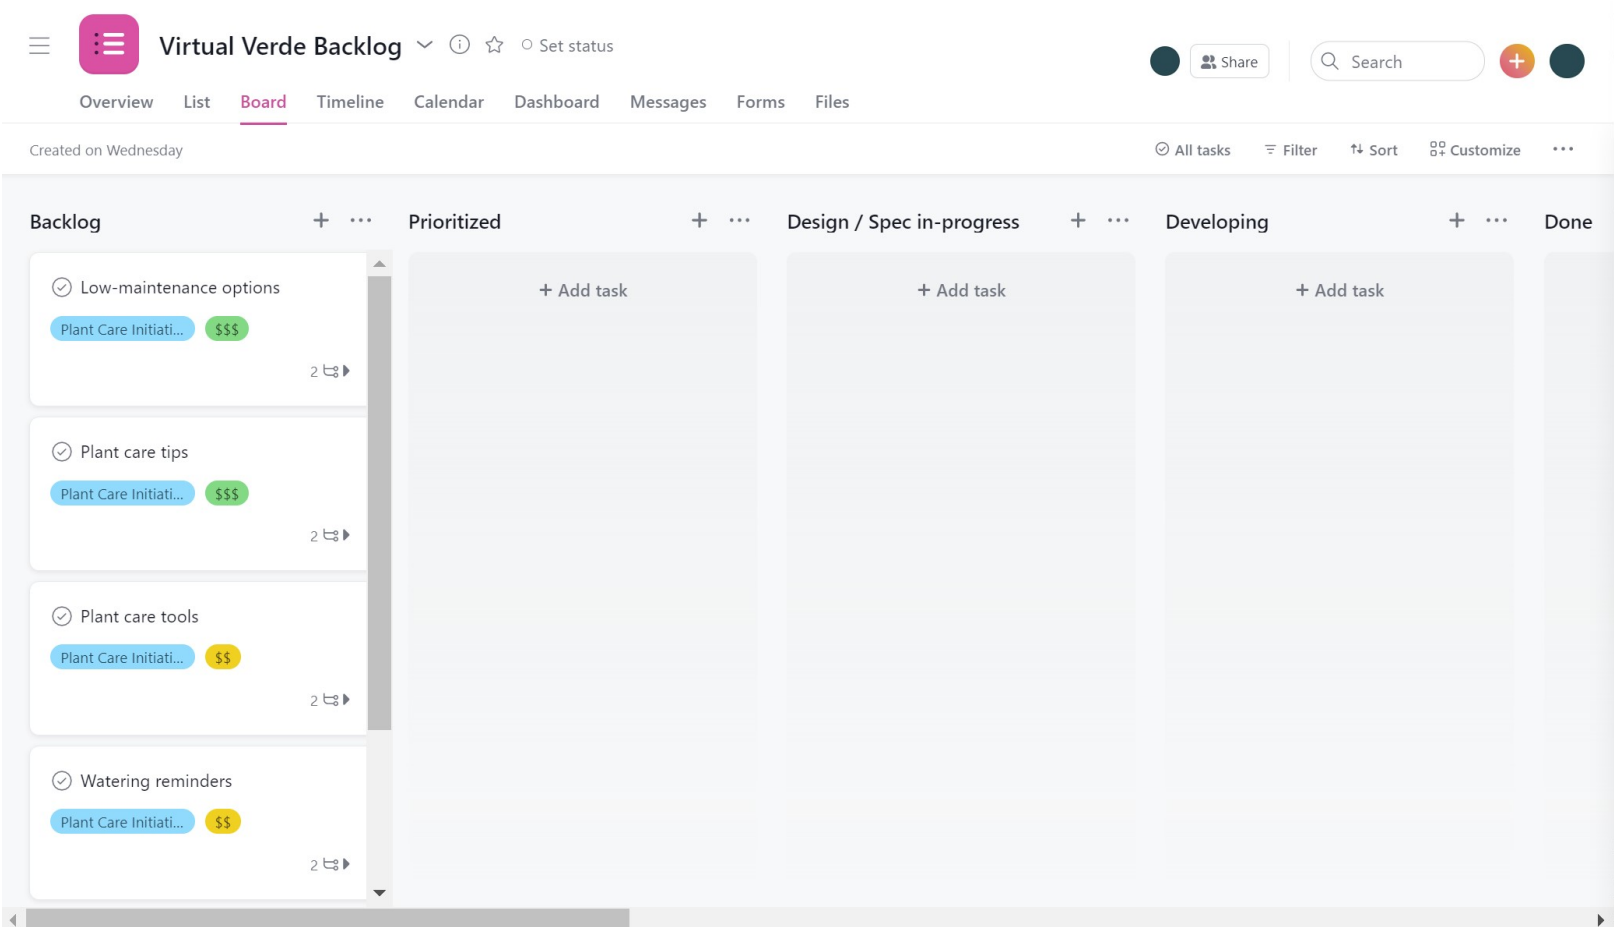 Virtual Verde Backlog
Set status
Share
Search
Overview List Board Timeline Calendar Dashboard Messages Forms Files
Created on Wednesday
All tasks Filter Sort Customize
Backlog
Low-maintenance options
Plant Care Initiati... $$$
2
Plant care tips
Plant Care Initiati... $$$
2
Plant care tools
Plant Care Initiati... $$
2
Watering reminders
Plant Care Initiati... $$
2
Prioritized
+ Add task
Design / Spec in-progress
+ Add task
Developing
+ Add task
Done